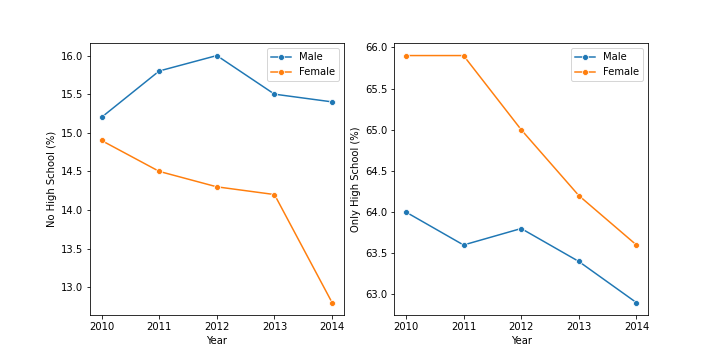 No High School (%)
16.0
15.5
15.0
14.5
14.0
13.5
13.0
Male
Female
2010 2011 2012 2013 2014
Year
Only High School (%)
66.0
65.5
65.0
64.5
64.0
63.5
63.0
Male
Female
2010 2011 2012 2013 2014
Year